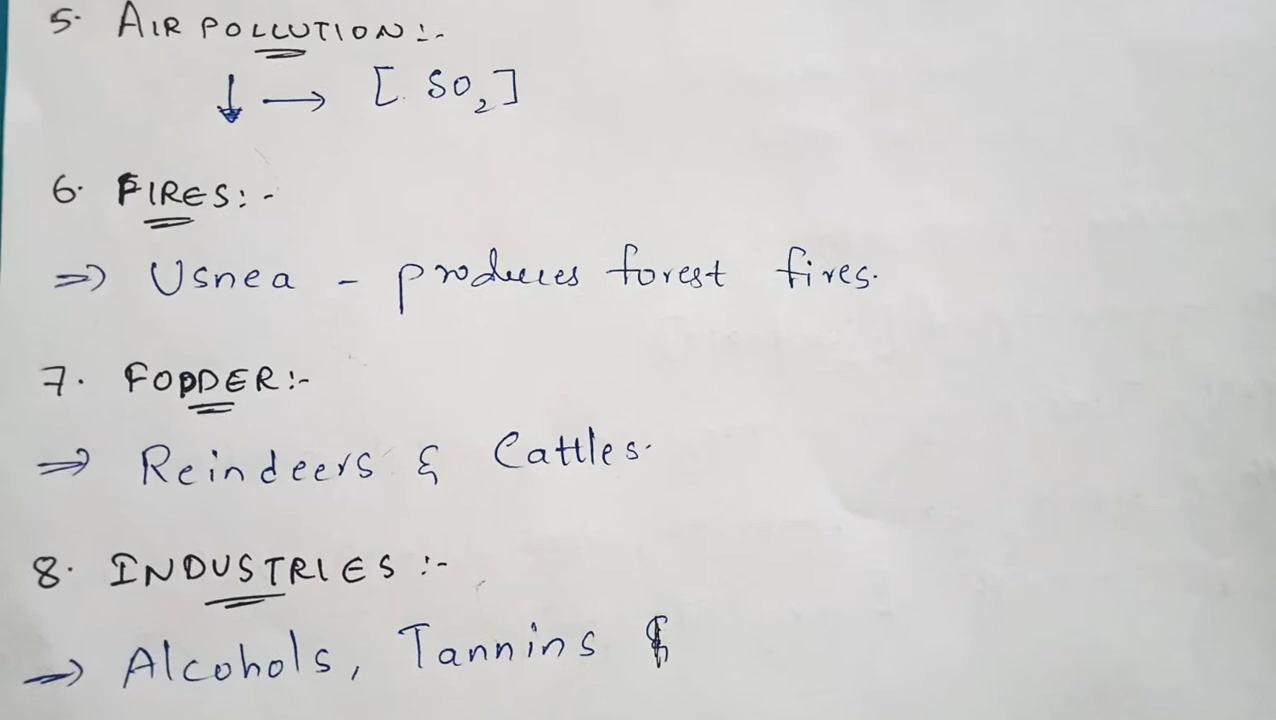 5. AIR POLLUTION :-
↓ → [SO₂]
6. FIRES :-
⇒ Usnea - produces forest fires.
7. FODDER :-
⇒ Reindeers & Cattles.
8. INDUSTRIES :-
⇒ Alcohols, Tannins &